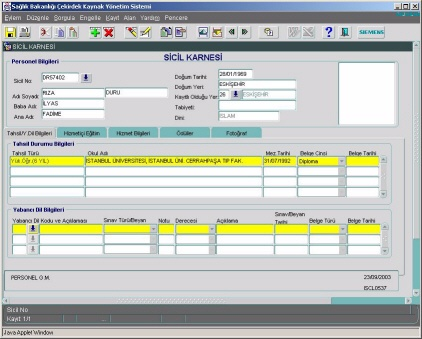 Sağlık Bakanlığı Çekirdek Kaynak Yönetim Sistemi
Eylem Düzenle Sorgula Engelle Kayıt Alan Yardım Pencere
SIEMENS
SİCİL KARNESİ
SİCİL KARNESİ
Personel Bilgileri
Sicil No: DR57402
Doğum Tarihi: 26/01/1969
Doğum Yeri: ESKİŞEHİR
Adı Soyadı: RIZA DURU
Kayıtlı Olduğu Yer: 26 ESKİŞEHİR
Baba Adı: İLYAS
Tabiyeti:
Ana Adı: FADİME
Dini: İSLAM
Tahsil/Y.Dil Bilgileri Hizmetiçi Eğitim Hizmet Bilgileri Ödüller Fotoğraf
Tahsil Durumu Bilgileri
Tahsil Türü Okul Adı Mez.Tarihi Belge Cinsi Belge Tarihi
Yük.Öğr.(6 YIL) İSTANBUL ÜNİVERSİTESİ, İSTANBUL ÜNİ. CERRAHPAŞA TIP FAK. 31/07/1992 Diploma
Yabancı Dil Bilgileri
Yabancı Dil Kodu ve Açıklaması Sınav Türü/Beyan Notu Derecesi Açıklama Sınav/Beyan Tarihi Belge Türü Belge Tarihi
PERSONEL G.M. 23/09/2003
ISCL0537
Sicil No
Kayıt: 1/1
Java Applet Window